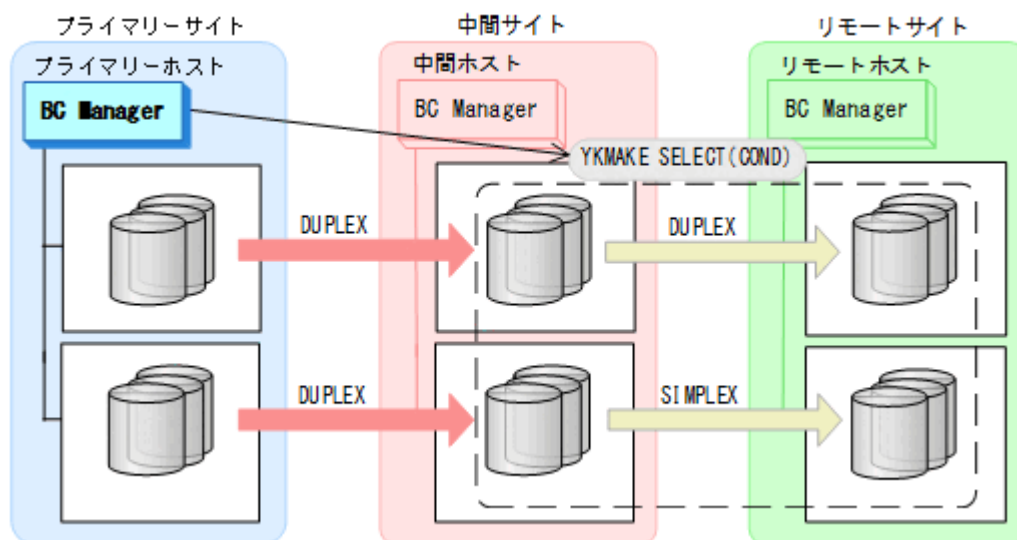 プライマリーサイト
中間サイト
リモートサイト
プライマリーホスト
中間ホスト
リモートホスト
BC Manager
BC Manager
BC Manager
YKMAKE SELECT(COND)
DUPLEX
DUPLEX
DUPLEX
SIMPLEX